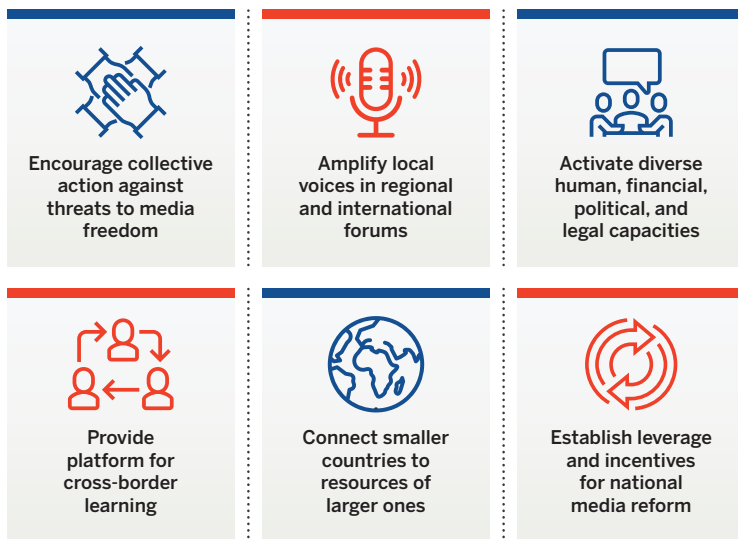 Encourage collective
action against
threats to media
freedom
Amplify local
voices in regional
and international
forums
Activate diverse
human, financial,
political, and
legal capacities
Provide
platform for
cross-border
learning
Connect smaller
countries to
resources of
larger ones
Establish leverage
and incentives
for national
media reform